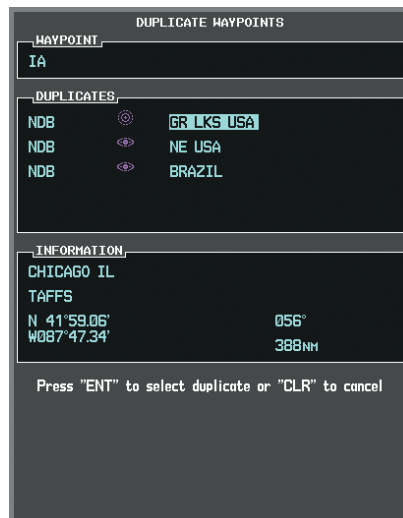 DUPLICATE WAYPOINTS
WAYPOINT
IA
DUPLICATES
NDB GR LKS USA
NDB NE USA
NDB BRAZIL
INFORMATION
CHICAGO IL
TAFFS
N 41°59.06' 056°
W087°47.34'
388NM
Press "ENT" to select duplicate or "CLR" to cancel